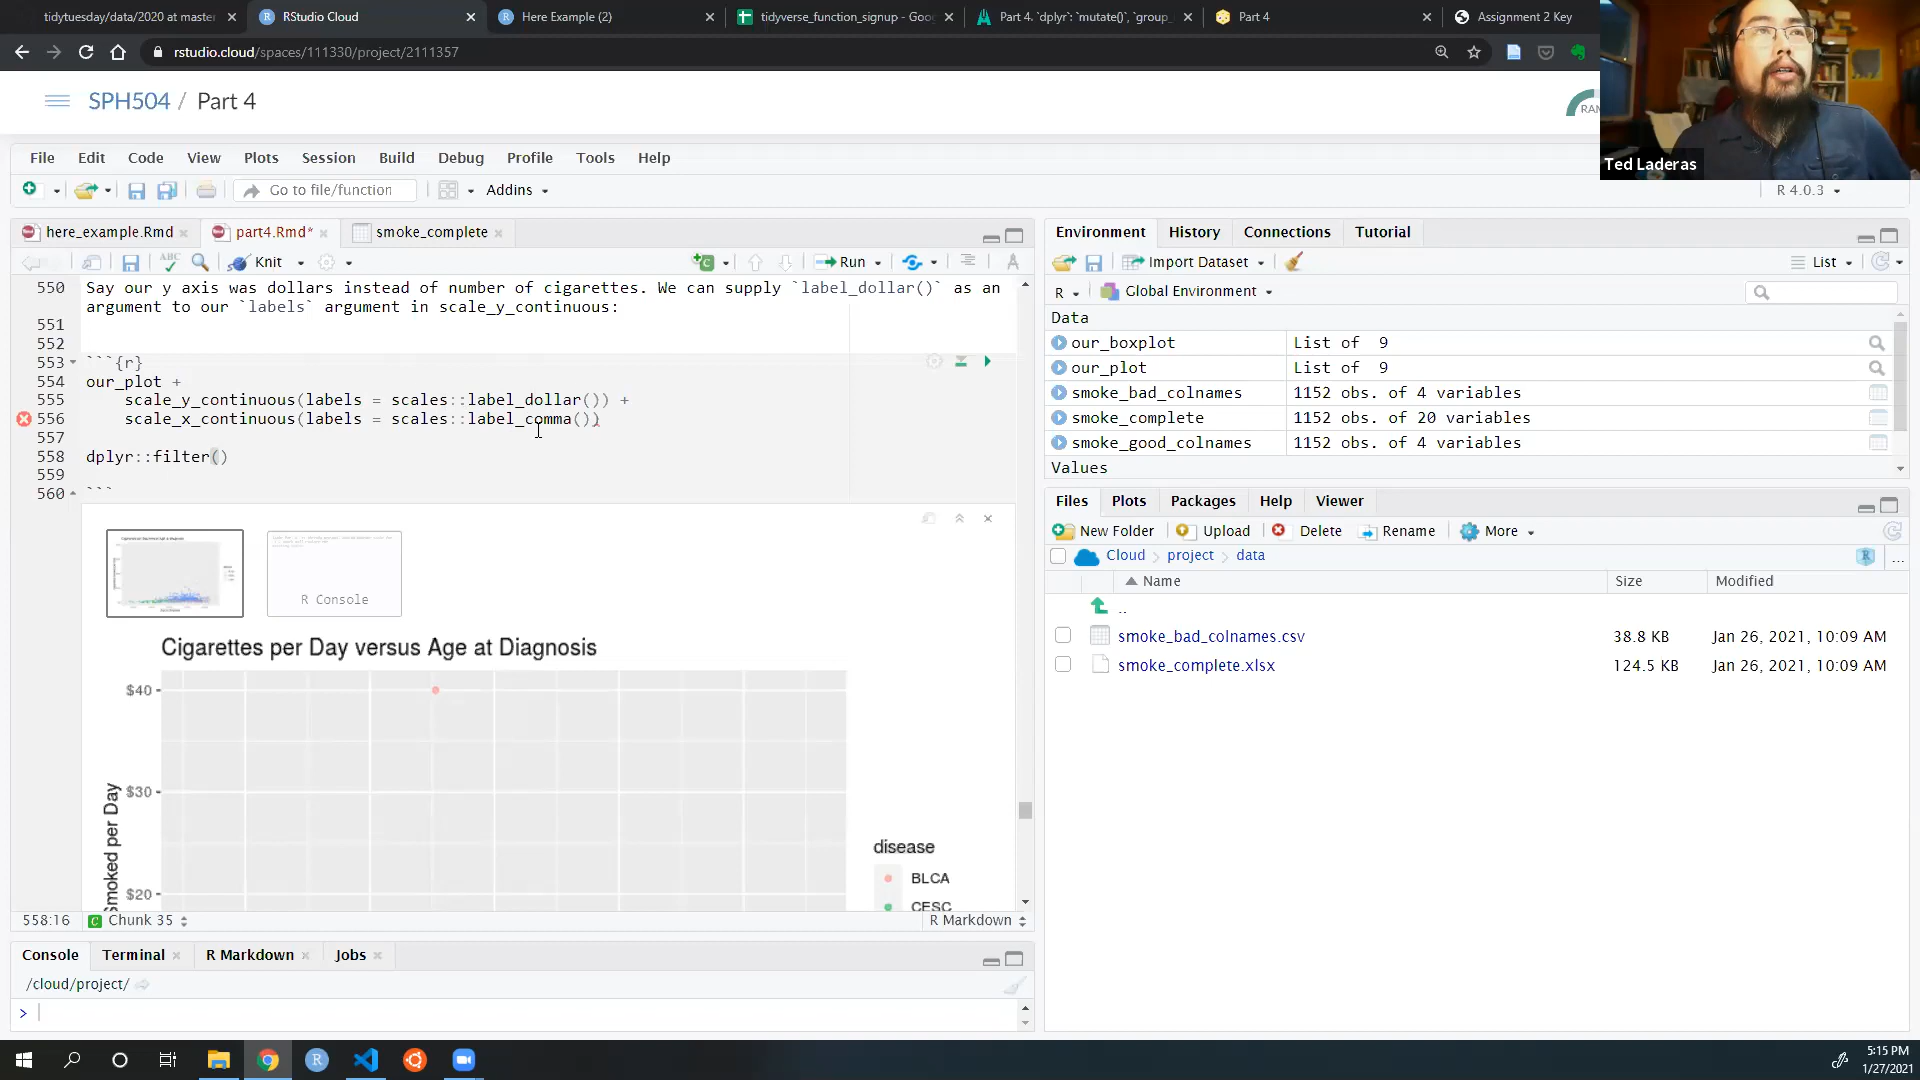 tidytuesday/data/2020 at master
RStudio Cloud
Here Example (2)
tidyverse_function_signup - Goo
Part 4. `dplyr`: `mutate()`, `group_
Part 4
Assignment 2 Key
rstudio.cloud/spaces/111330/project/2111357
SPH504 / Part 4
RAM
Ted Laderas
File Edit Code View Plots Session Build Debug Profile Tools Help
Go to file/function
Addins
R 4.0.3
here_example.Rmd
part4.Rmd*
smoke_complete
ABC
Knit
Run
550 Say our y axis was dollars instead of number of cigarettes. We can supply `label_dollar()` as an
argument to our `labels` argument in scale_y_continuous:
551
552
553 ```{r}
554 our_plot +
555 scale_y_continuous(labels = scales::label_dollar()) +
556 scale_x_continuous(labels = scales::label_comma())
557
558 dplyr::filter()
559
560 ```
R Console
Cigarettes per Day versus Age at Diagnosis
$40
$30
$20
Smoked per Day
disease
BLCA
CESC
558:16 Chunk 35
R Markdown
Console Terminal R Markdown Jobs
/cloud/project/
>
Environment History Connections Tutorial
Import Dataset
List
R Global Environment
Data
our_boxplot List of 9
our_plot List of 9
smoke_bad_colnames 1152 obs. of 4 variables
smoke_complete 1152 obs. of 20 variables
smoke_good_colnames 1152 obs. of 4 variables
Values
Files Plots Packages Help Viewer
New Folder Upload Delete Rename More
Cloud project data
...
Name Size Modified
..
smoke_bad_colnames.csv 38.8 KB Jan 26, 2021, 10:09 AM
smoke_complete.xlsx 124.5 KB Jan 26, 2021, 10:09 AM
5:15 PM
1/27/2021